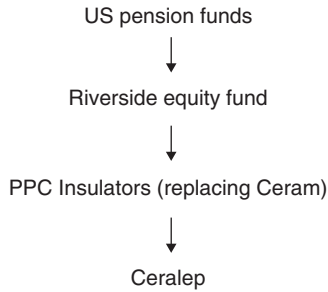 US pension funds
Riverside equity fund
PPC Insulators (replacing Ceram)
Ceralep